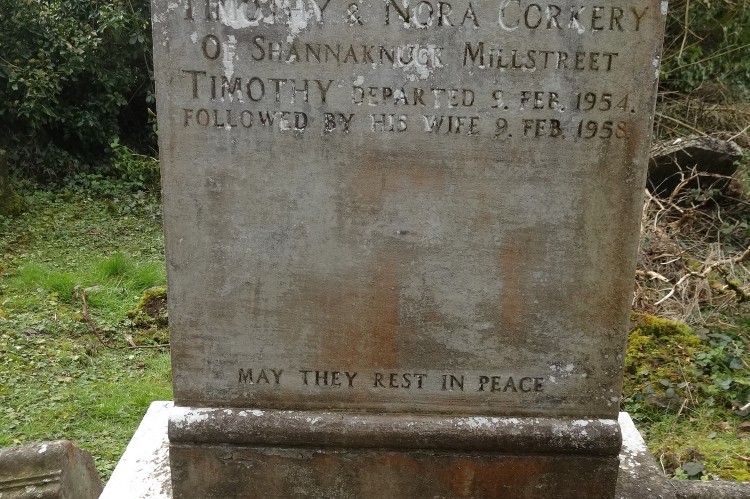 TIMOTHY & NORA CORKERY
OF SHANNAKNUCK MILLSTREET
TIMOTHY DEPARTED 9. FEB. 1954.
FOLLOWED BY HIS WIFE 9. FEB. 1958
MAY THEY REST IN PEACE